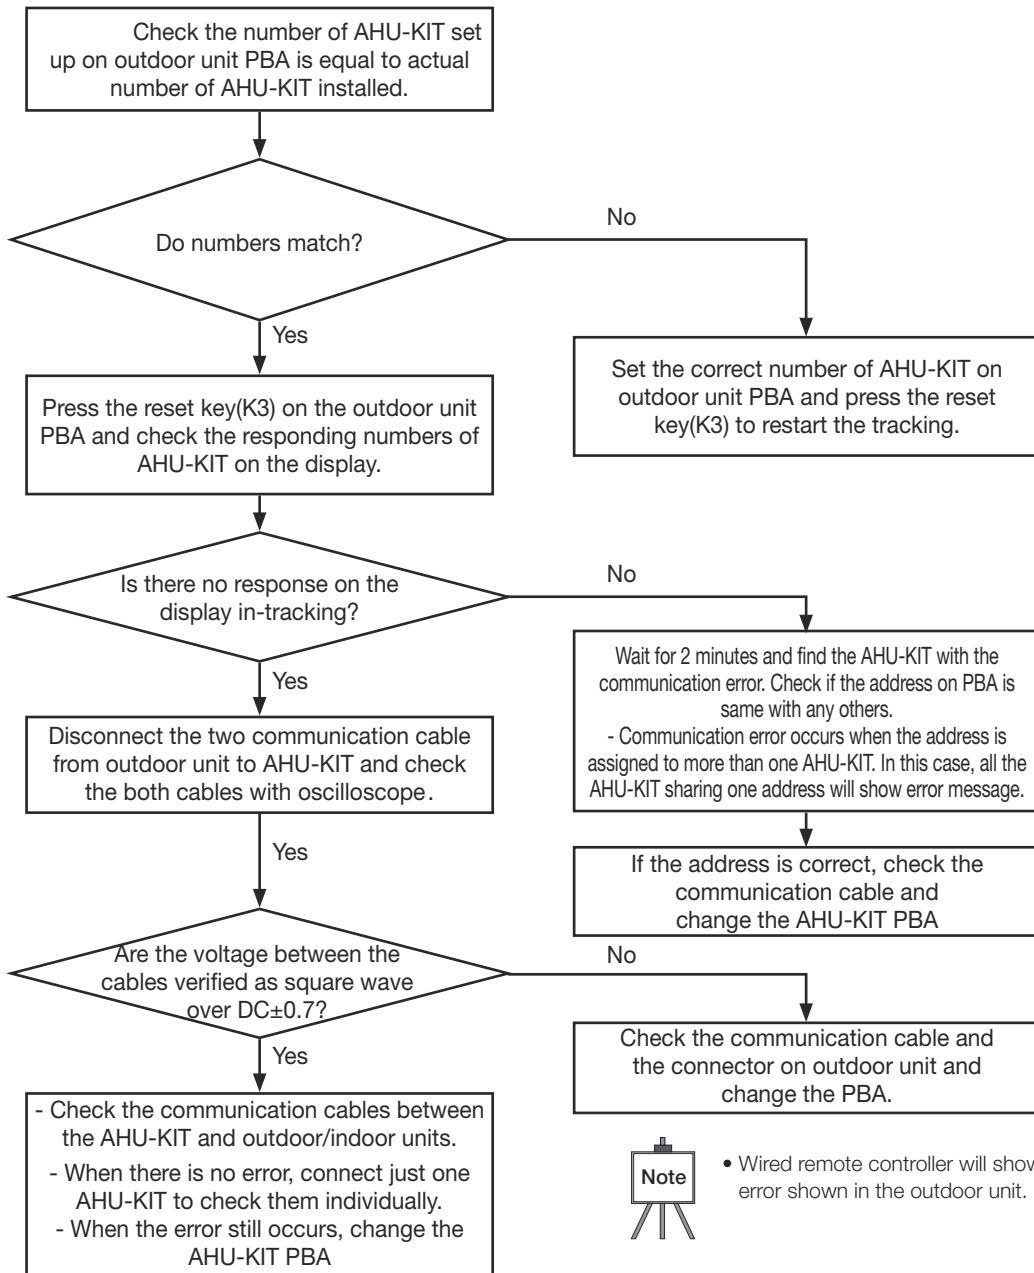 Check the number of AHU-KIT set
up on outdoor unit PBA is equal to actual
number of AHU-KIT installed.
Do numbers match?
No
Yes
Set the correct number of AHU-KIT on
outdoor unit PBA and press the reset
key(K3) to restart the tracking.
Press the reset key(K3) on the outdoor unit
PBA and check the responding numbers of
AHU-KIT on the display.
Is there no response on the
display in-tracking?
No
Yes
Wait for 2 minutes and find the AHU-KIT with the
communication error. Check if the address on PBA is
same with any others.
- Communication error occurs when the address is
assigned to more than one AHU-KIT. In this case, all the
AHU-KIT sharing one address will show error message.
Disconnect the two communication cable
from outdoor unit to AHU-KIT and check
the both cables with oscilloscope.
Yes
If the address is correct, check the
communication cable and
change the AHU-KIT PBA
Are the voltage between the
cables verified as square wave
over DC±0.7?
No
Yes
Check the communication cable and
the connector on outdoor unit and
change the PBA.
- Check the communication cables between
the AHU-KIT and outdoor/indoor units.
- When there is no error, connect just one
AHU-KIT to check them individually.
- When the error still occurs, change the
AHU-KIT PBA
Note
• Wired remote controller will show
error shown in the outdoor unit.